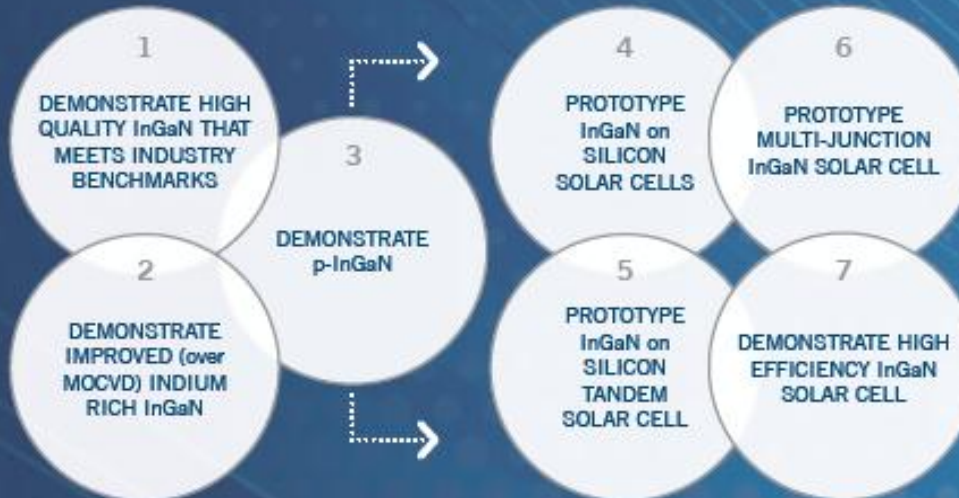 1
DEMONSTRATE HIGH
QUALITY InGaN THAT
MEETS INDUSTRY
BENCHMARKS
2
DEMONSTRATE
IMPROVED (over
MOCVD) INDIUM
RICH InGaN
3
DEMONSTRATE
p-InGaN
4
PROTOTYPE
InGaN on
SILICON
SOLAR CELLS
5
PROTOTYPE
InGaN on
SILICON
TANDEM
SOLAR CELL
6
PROTOTYPE
MULTI-JUNCTION
InGaN SOLAR CELL
7
DEMONSTRATE HIGH
EFFICIENCY InGaN
SOLAR CELL